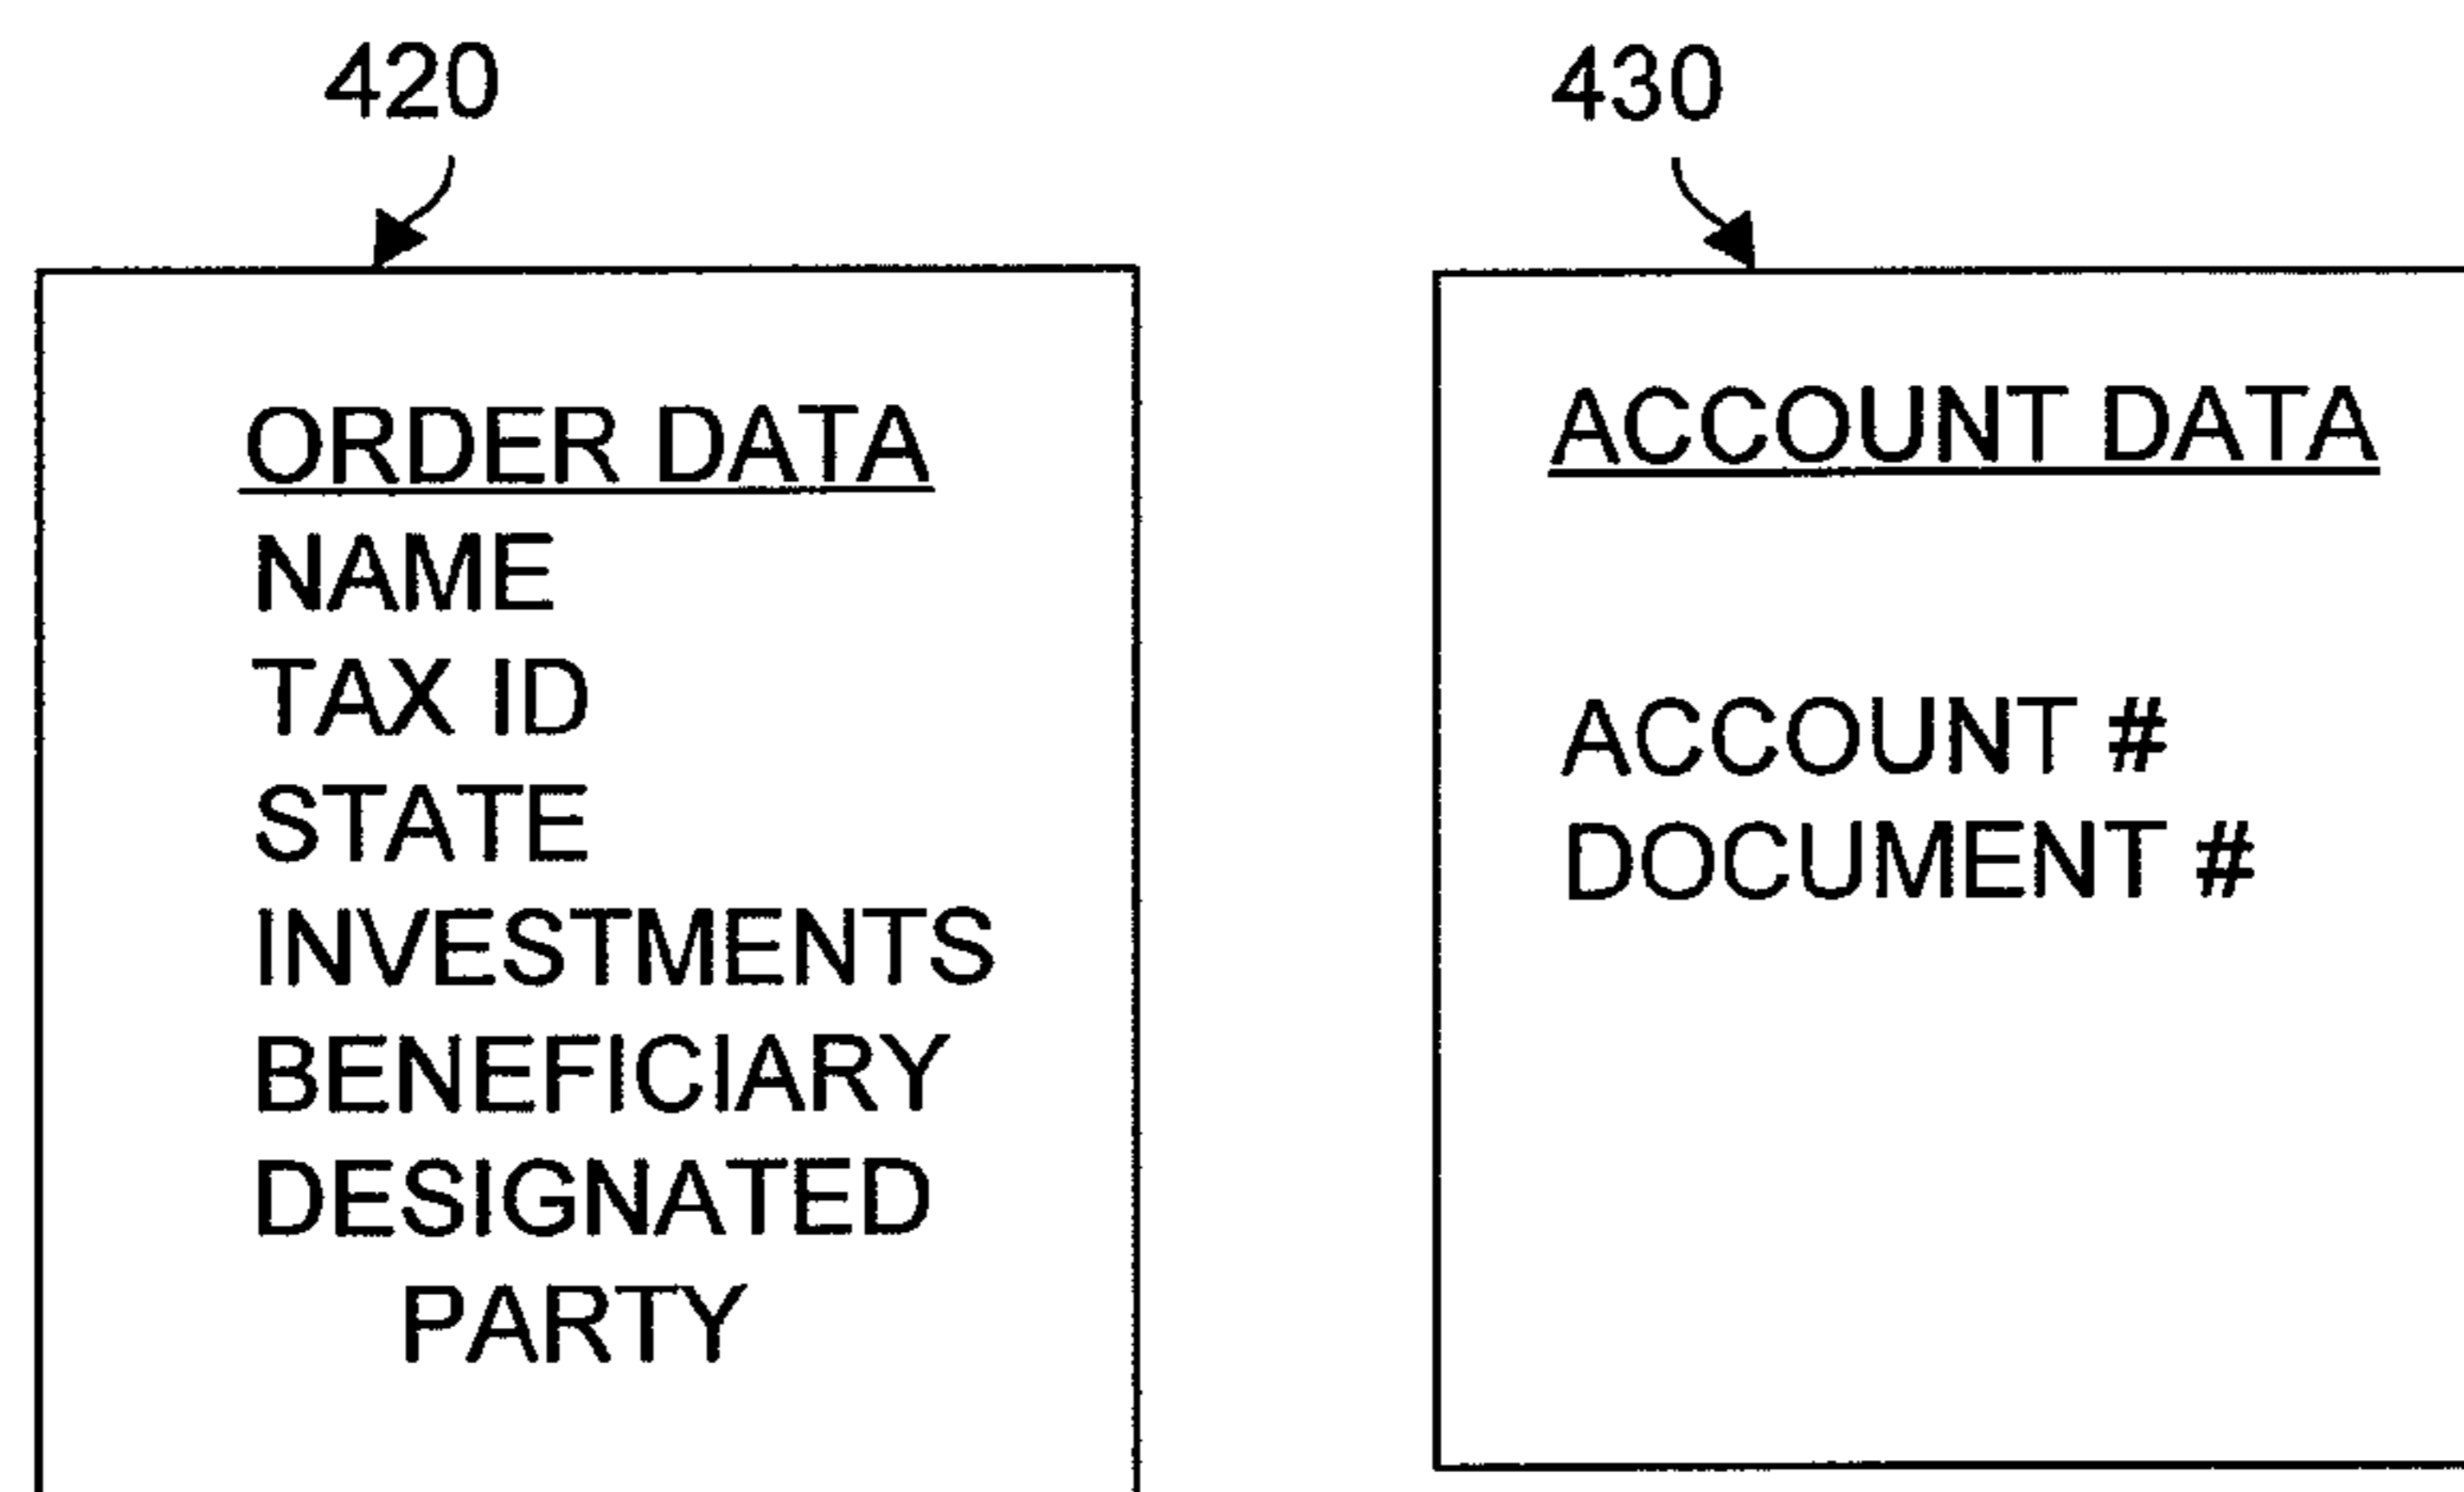 420
ORDER DATA
NAME
TAX ID
STATE
INVESTMENTS
BENEFICIARY
DESIGNATED
PARTY
430
ACCOUNT DATA
ACCOUNT #
DOCUMENT #